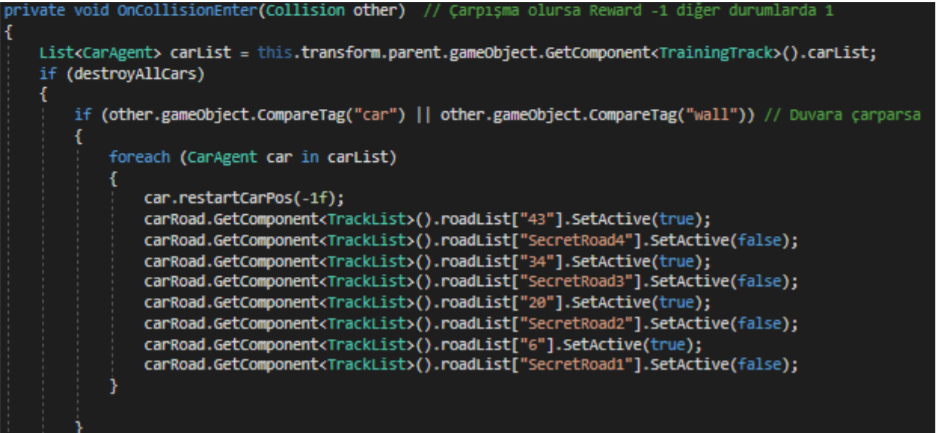 private void OnCollisionEnter(Collision other)  // Çarpışma olursa Reward -1 diğer durumlarda 1
{
    List<CarAgent> carList = this.transform.parent.gameObject.GetComponent<TrainingTrack>().carList;
    if (destroyAllCars)
    {
        if (other.gameObject.CompareTag("car") || other.gameObject.CompareTag("wall")) // Duvara çarparsa
        {
            foreach (CarAgent car in carList)
            {
                car.restartCarPos(-1f);
                carRoad.GetComponent<TrackList>().roadList["43"].SetActive(true);
                carRoad.GetComponent<TrackList>().roadList["SecretRoad4"].SetActive(false);
                carRoad.GetComponent<TrackList>().roadList["34"].SetActive(true);
                carRoad.GetComponent<TrackList>().roadList["SecretRoad3"].SetActive(false);
                carRoad.GetComponent<TrackList>().roadList["20"].SetActive(true);
                carRoad.GetComponent<TrackList>().roadList["SecretRoad2"].SetActive(false);
                carRoad.GetComponent<TrackList>().roadList["6"].SetActive(true);
                carRoad.GetComponent<TrackList>().roadList["SecretRoad1"].SetActive(false);
            }
        }